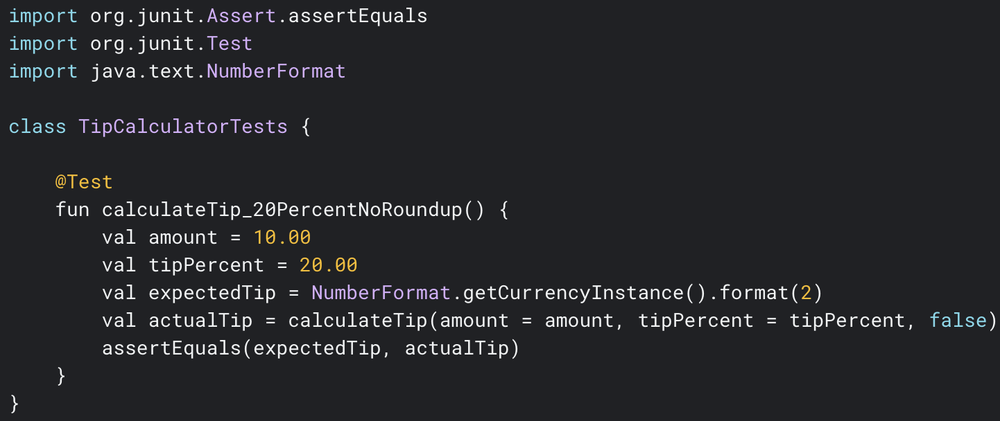 import org.junit.Assert.assertEquals
import org.junit.Test
import java.text.NumberFormat

class TipCalculatorTests {

    @Test
    fun calculateTip_20PercentNoRoundup() {
        val amount = 10.00
        val tipPercent = 20.00
        val expectedTip = NumberFormat.getCurrencyInstance().format(2)
        val actualTip = calculateTip(amount = amount, tipPercent = tipPercent, false)
        assertEquals(expectedTip, actualTip)
    }
}